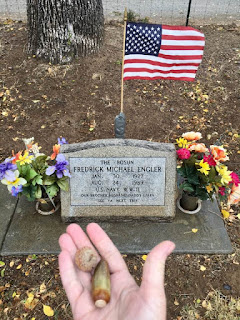 THE BOSUN
FREDRICK MICHAEL ENGLER
JAN. 30, 1927
AUG. 24, 1989
U.S. NAVY W.W. II